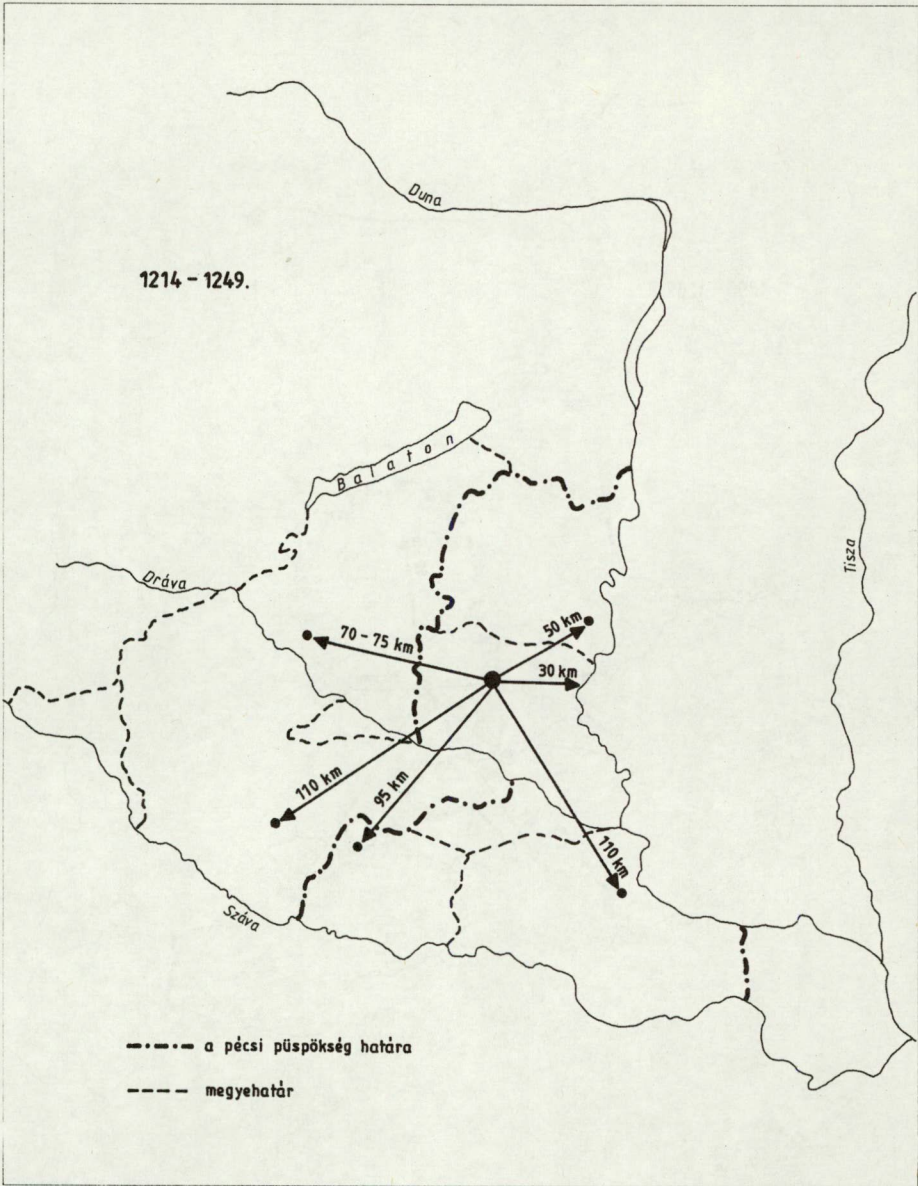 Duna
1214 – 1249.
Balaton
Tisza
Dráva
50 km
70 – 75 km
30 km
110 km
95 km
110 km
Száva
a pécsi püspökség határa
megyehatár